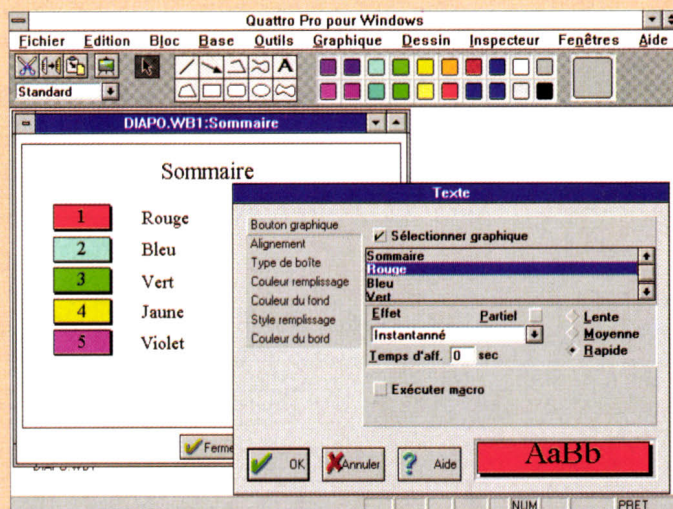 Quattro Pro pour Windows
Fichier Edition Bloc Base Outils Graphique Dessin Inspecteur Fenêtres Aide
A
Standard
DIAPO.WB1:Sommaire
Sommaire
1 Rouge
2 Bleu
3 Vert
4 Jaune
5 Violet
Ferme
DIAPO.WB1
Texte
Bouton graphique
Alignement
Type de boîte
Couleur remplissage
Couleur du fond
Style remplissage
Couleur du bord
Sélectionner graphique
Sommaire
Rouge
Bleu
Vert
Effet Partiel
Instantanné
Temps d'aff. 0 sec
Lente
Moyenne
Rapide
Exécuter macro
OK Annuler ? Aide
AaBb
NUM PRET